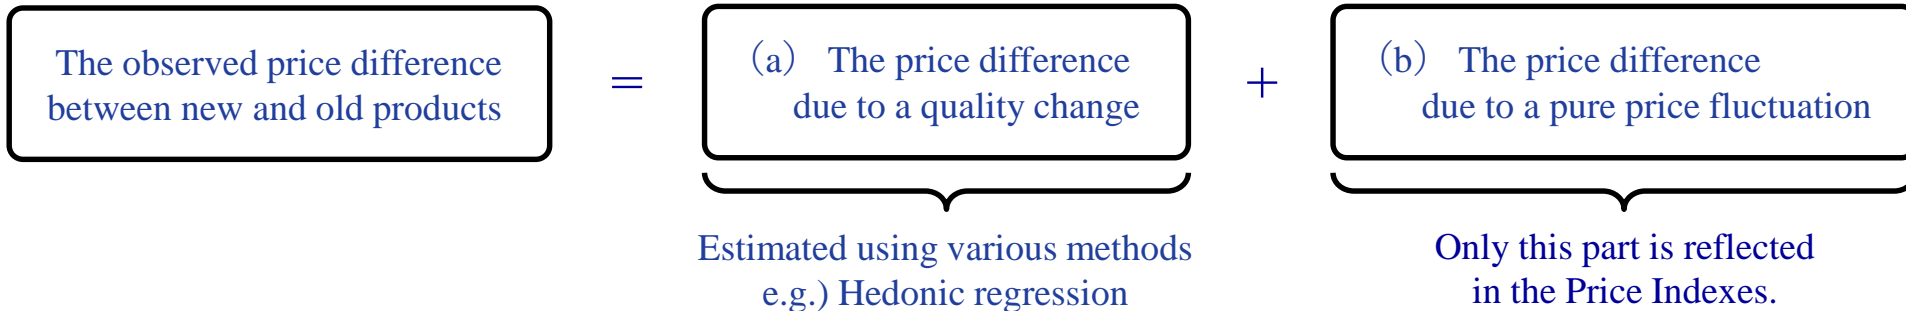 The observed price difference
between new and old products
=
（a） The price difference
due to a quality change
+
（b） The price difference
due to a pure price fluctuation
Estimated using various methods
e.g.) Hedonic regression
Only this part is reflected
in the Price Indexes.